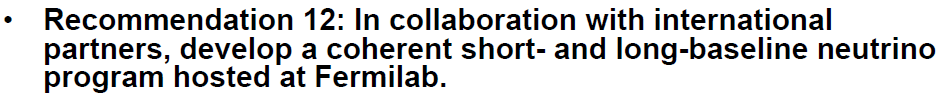 • Recommendation 12: In collaboration with international
partners, develop a coherent short- and long-baseline neutrino
program hosted at Fermilab.